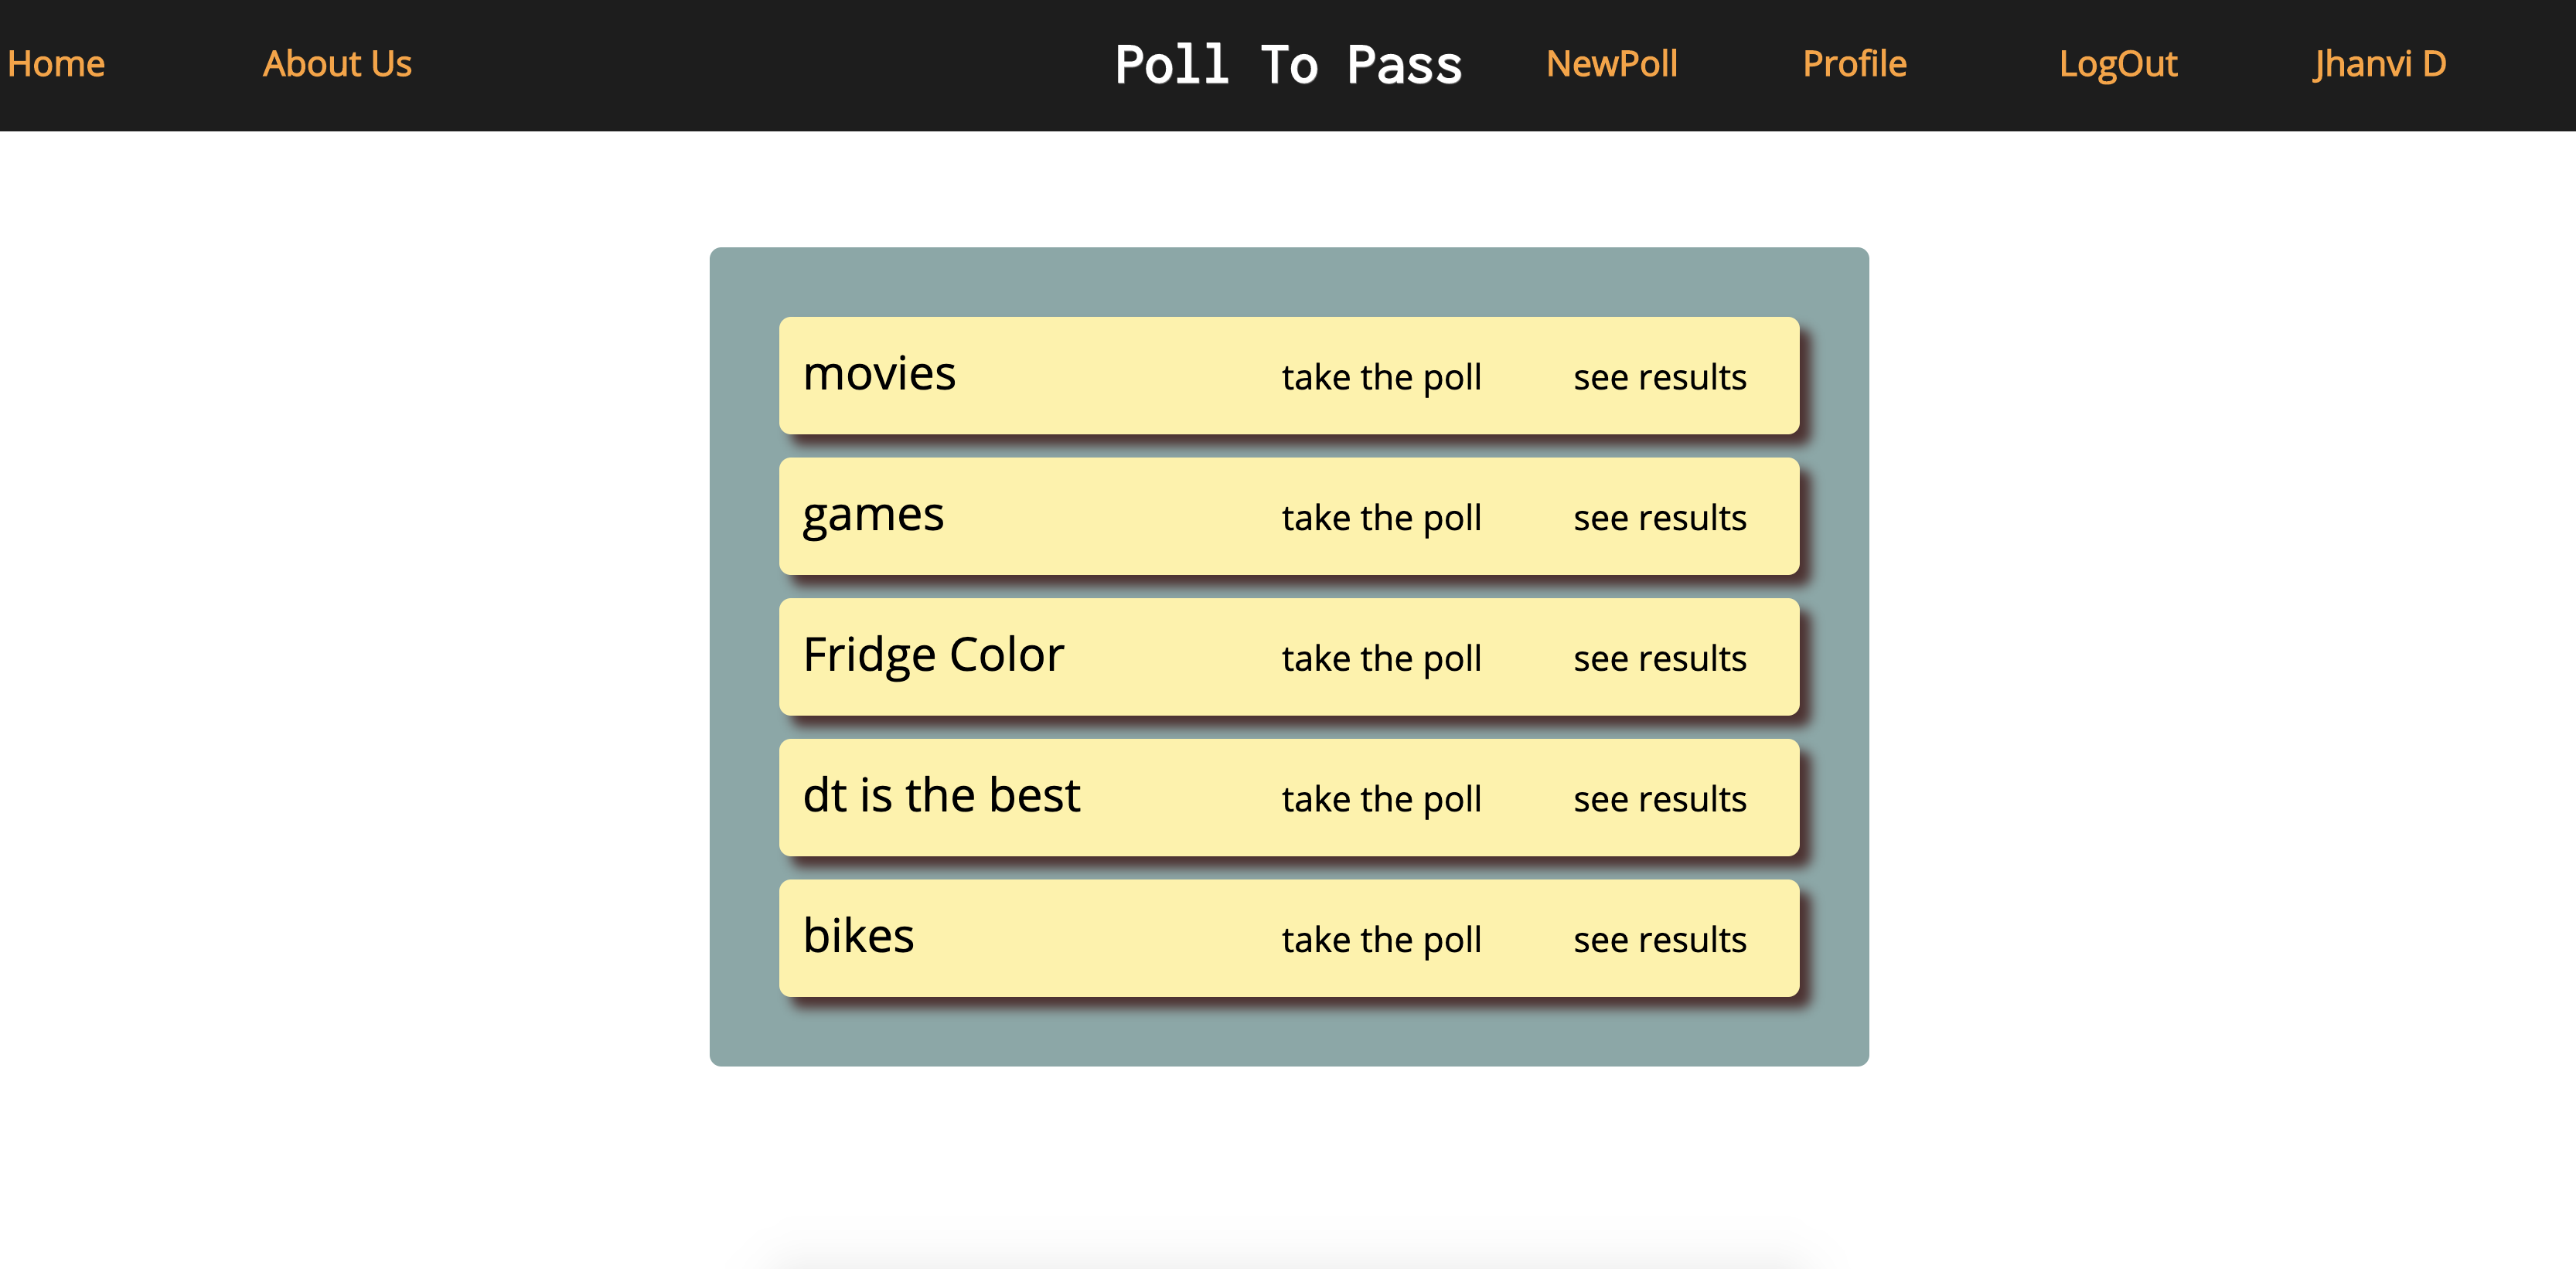 Home About Us Poll To Pass NewPoll Profile LogOut Jhanvi D
movies take the poll see results
games take the poll see results
Fridge Color take the poll see results
dt is the best take the poll see results
bikes take the poll see results